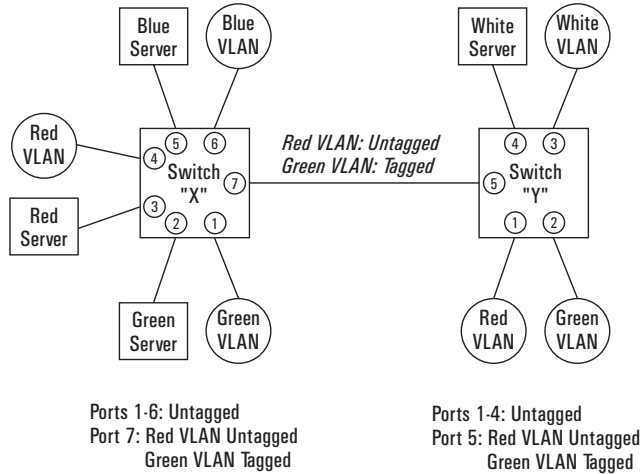 Blue
Server
Blue
VLAN
White
Server
White
VLAN
Red
VLAN
5
6
4
Switch
"X"
7
3
2
1
Red VLAN: Untagged
Green VLAN: Tagged
4
3
5
Switch
"Y"
1
2
Red
Server
Green
Server
Green
VLAN
Red
VLAN
Green
VLAN
Ports 1-6: Untagged
Port 7: Red VLAN Untagged
Green VLAN Tagged
Ports 1-4: Untagged
Port 5: Red VLAN Untagged
Green VLAN Tagged